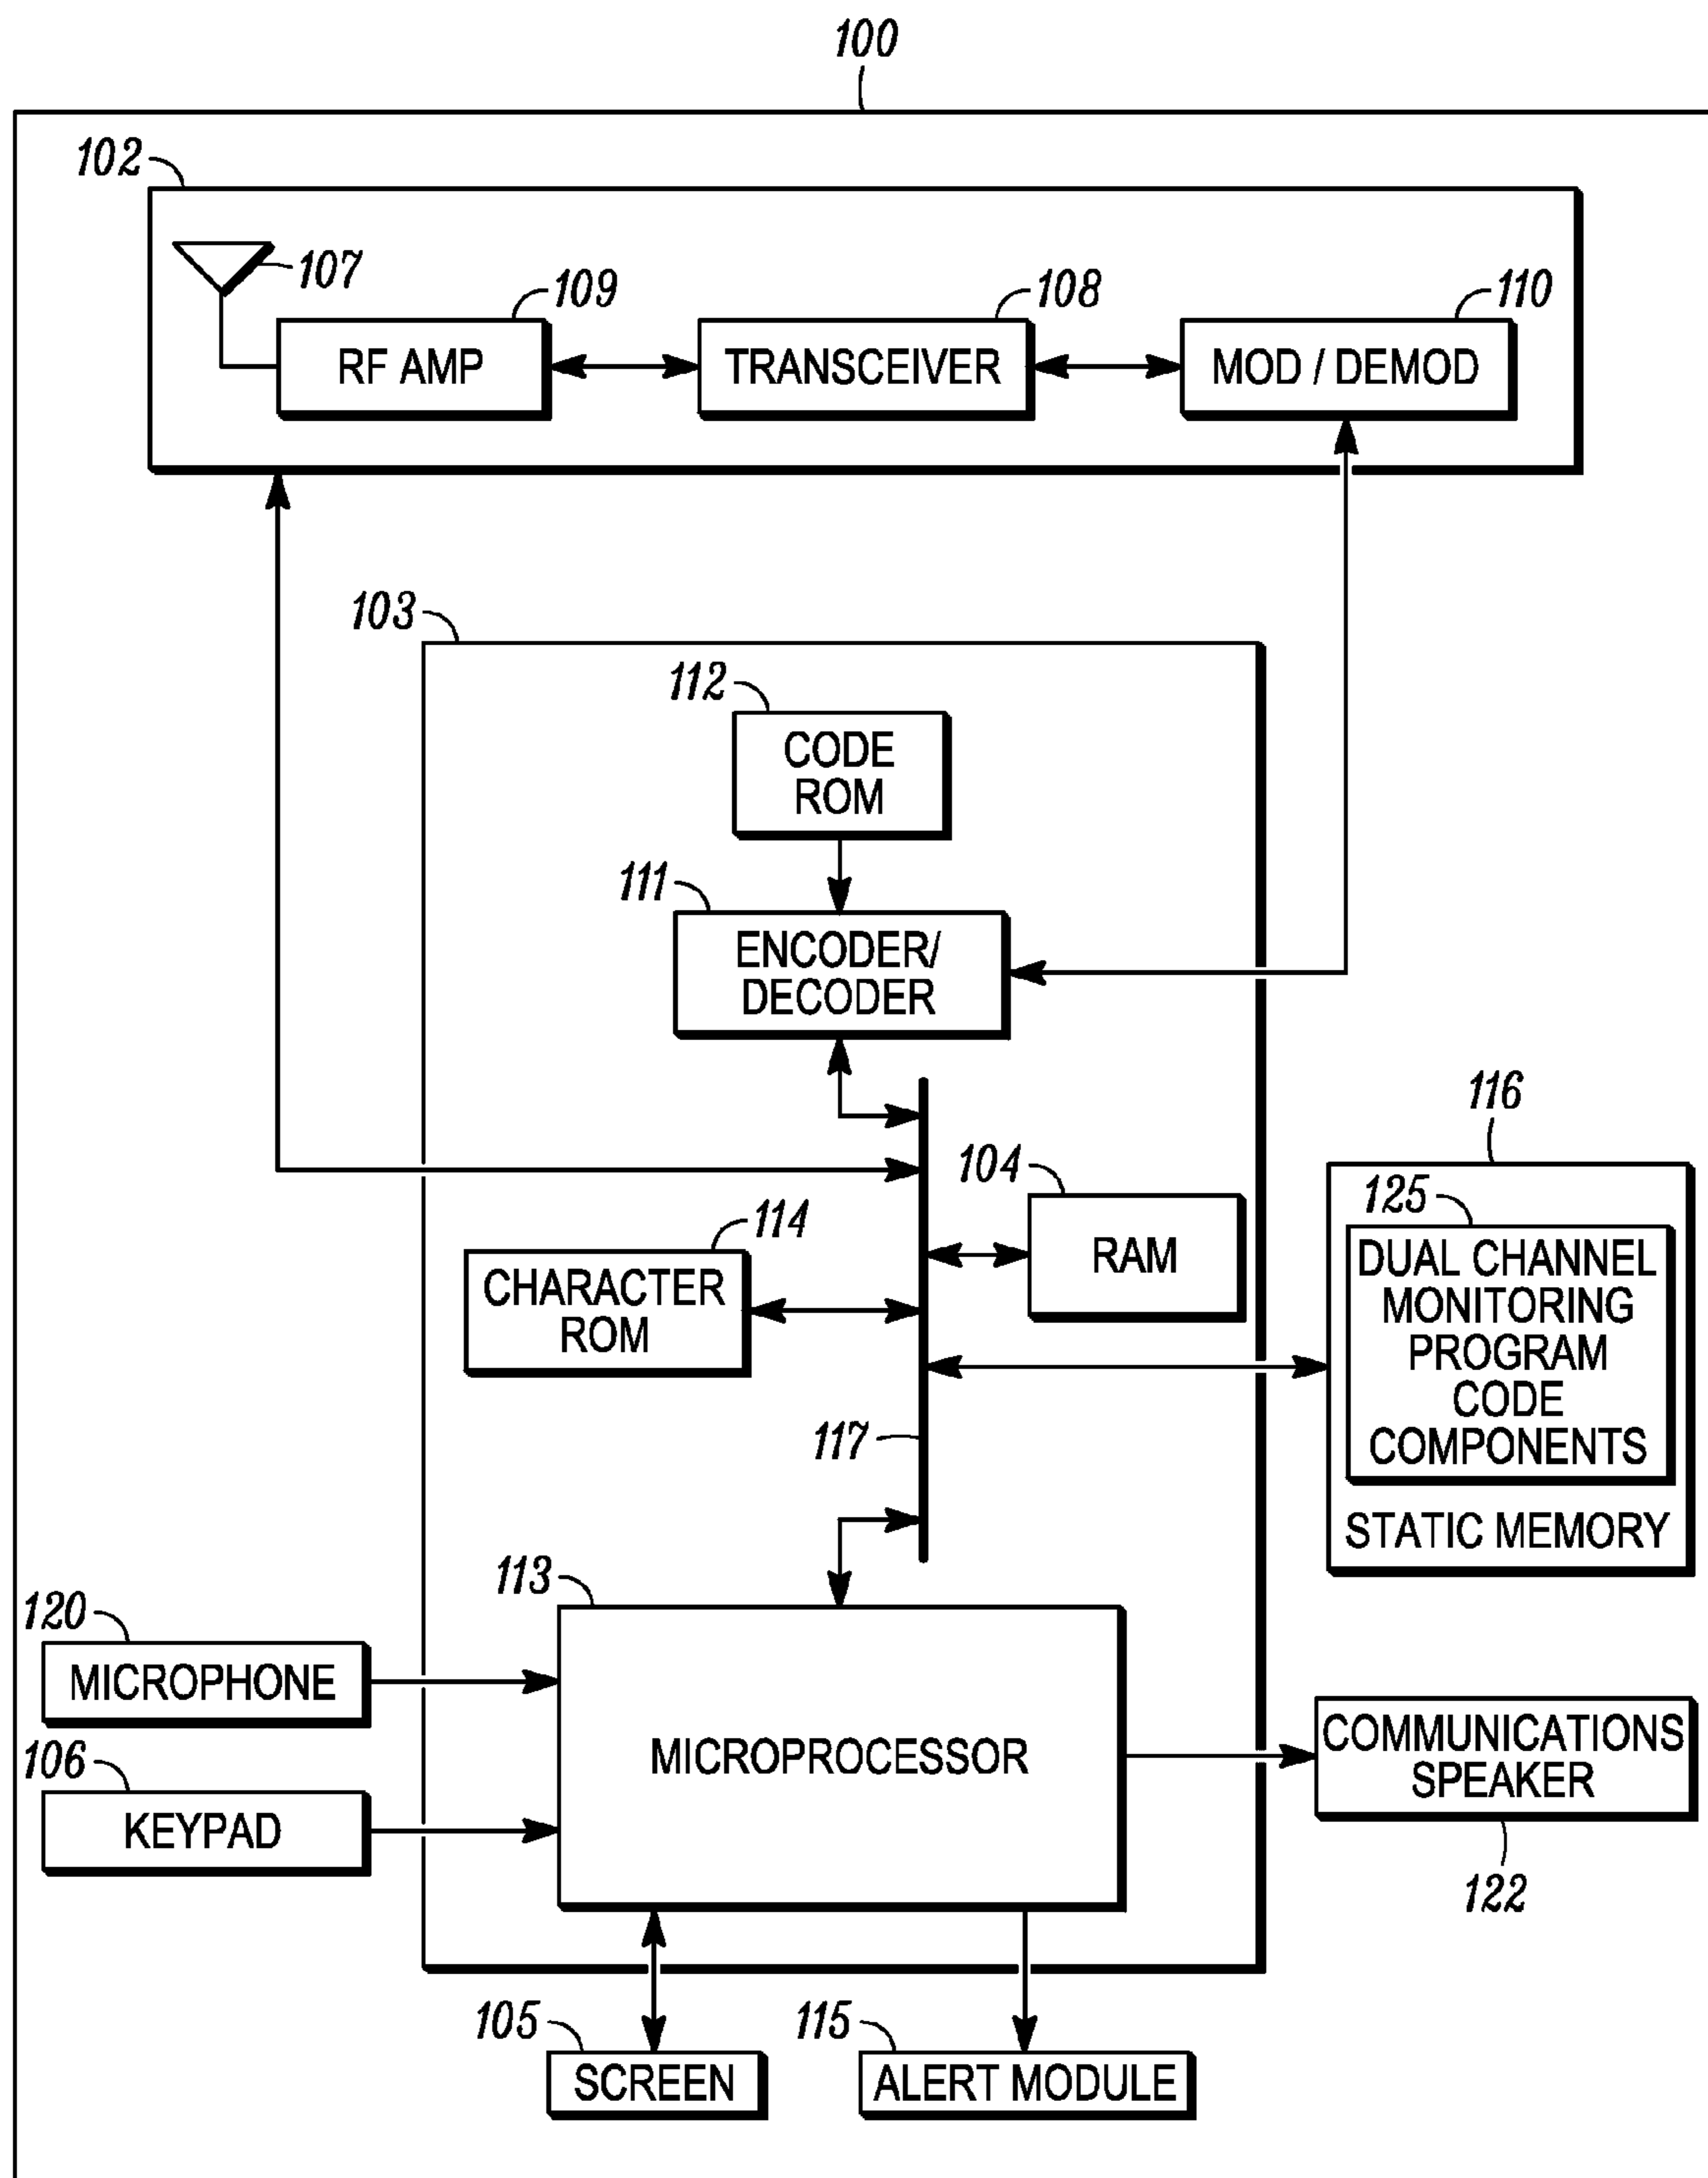 100
102
107
109
108
110
RF AMP
TRANSCEIVER
MOD / DEMOD
103
112
CODE
ROM
111
ENCODER/
DECODER
116
104
125
114
RAM
DUAL CHANNEL
MONITORING
PROGRAM
CODE
COMPONENTS
CHARACTER
ROM
117
STATIC MEMORY
113
120
MICROPHONE
MICROPROCESSOR
COMMUNICATIONS
SPEAKER
106
KEYPAD
122
105
115
SCREEN
ALERT MODULE